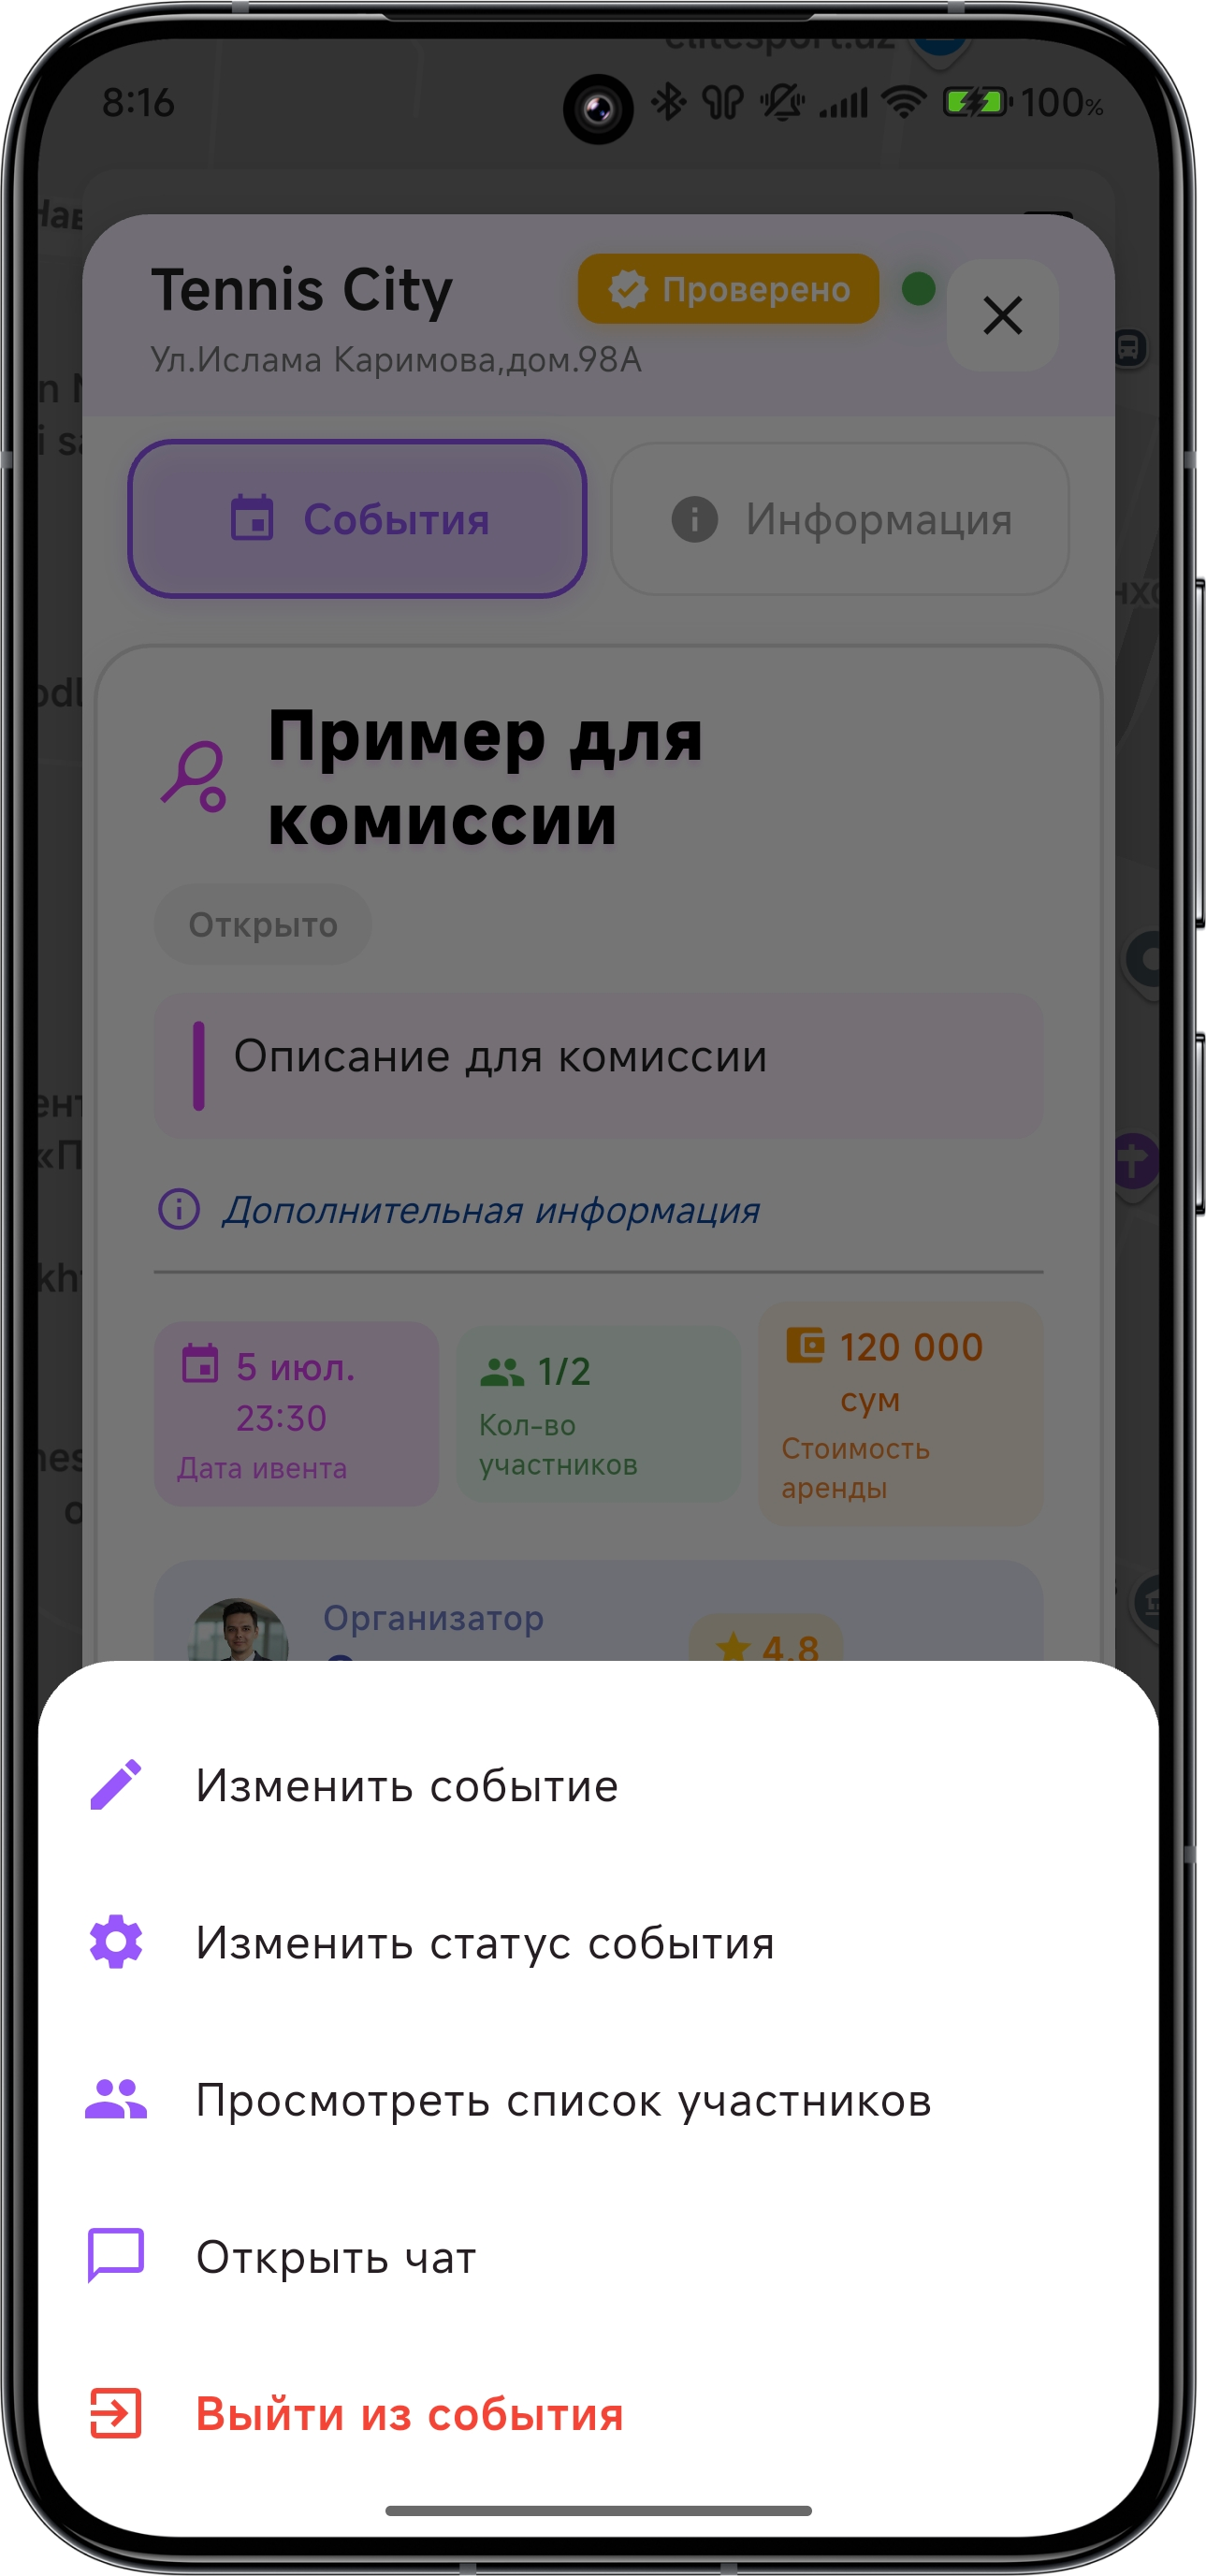 elitesport.uz
8:16
100%
Tennis City
Проверено
Ул.Ислама Каримова,дом.98А
События
Информация
Пример для
комиссии
Открыто
Описание для комиссии
Дополнительная информация
5 июл.
23:30
Дата ивента
1/2
Кол-во
участников
120 000
сум
Стоимость
аренды
Организатор
4.8
Изменить событие
Изменить статус события
Просмотреть список участников
Открыть чат
Выйти из события